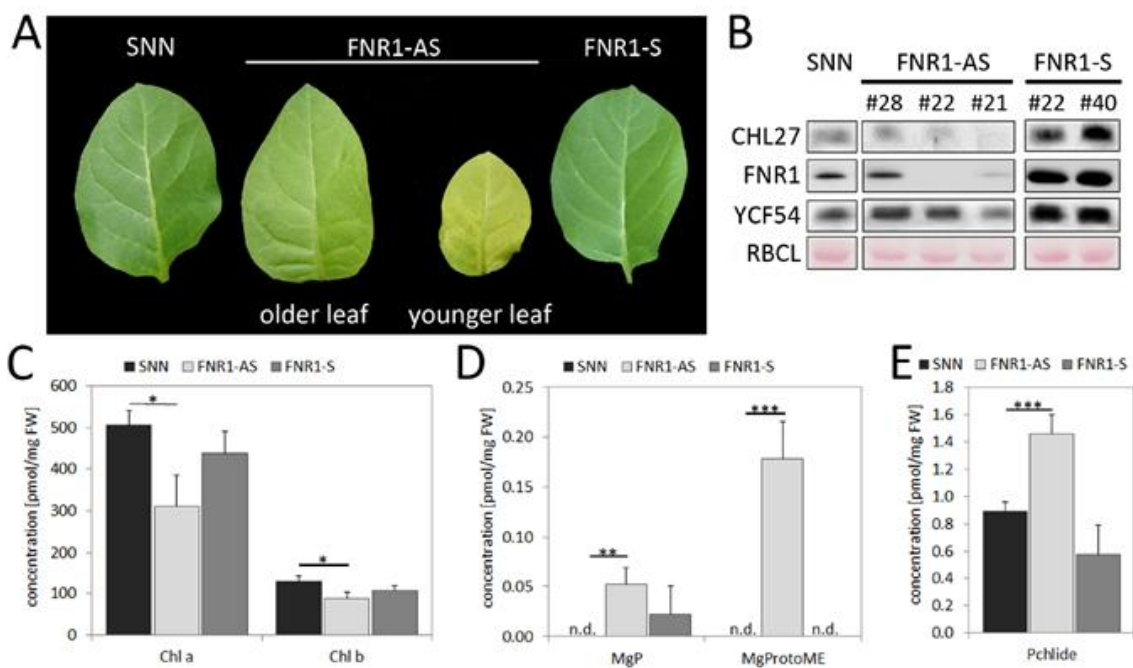 A
SNN FNR1-AS FNR1-S
older leaf younger leaf
B
SNN FNR1-AS FNR1-S
#28 #22 #21 #22 #40
CHL27
FNR1
YCF54
RBCL
C
SNN FNR1-AS FNR1-S
concentration [pmol/mg FW]
600
500
400
300
200
100
0
* *
Chl a Chl b
D
SNN FNR1-AS FNR1-S
concentration [pmol/mg FW]
0.25
0.20
0.15
0.10
0.05
0.00
** ***
n.d. n.d. n.d.
MgP MgProtoME
E
SNN FNR1-AS FNR1-S
concentration [pmol/mg FW]
1.8
1.6
1.4
1.2
1.0
0.8
0.6
0.4
0.2
0.0
***
Pchlide